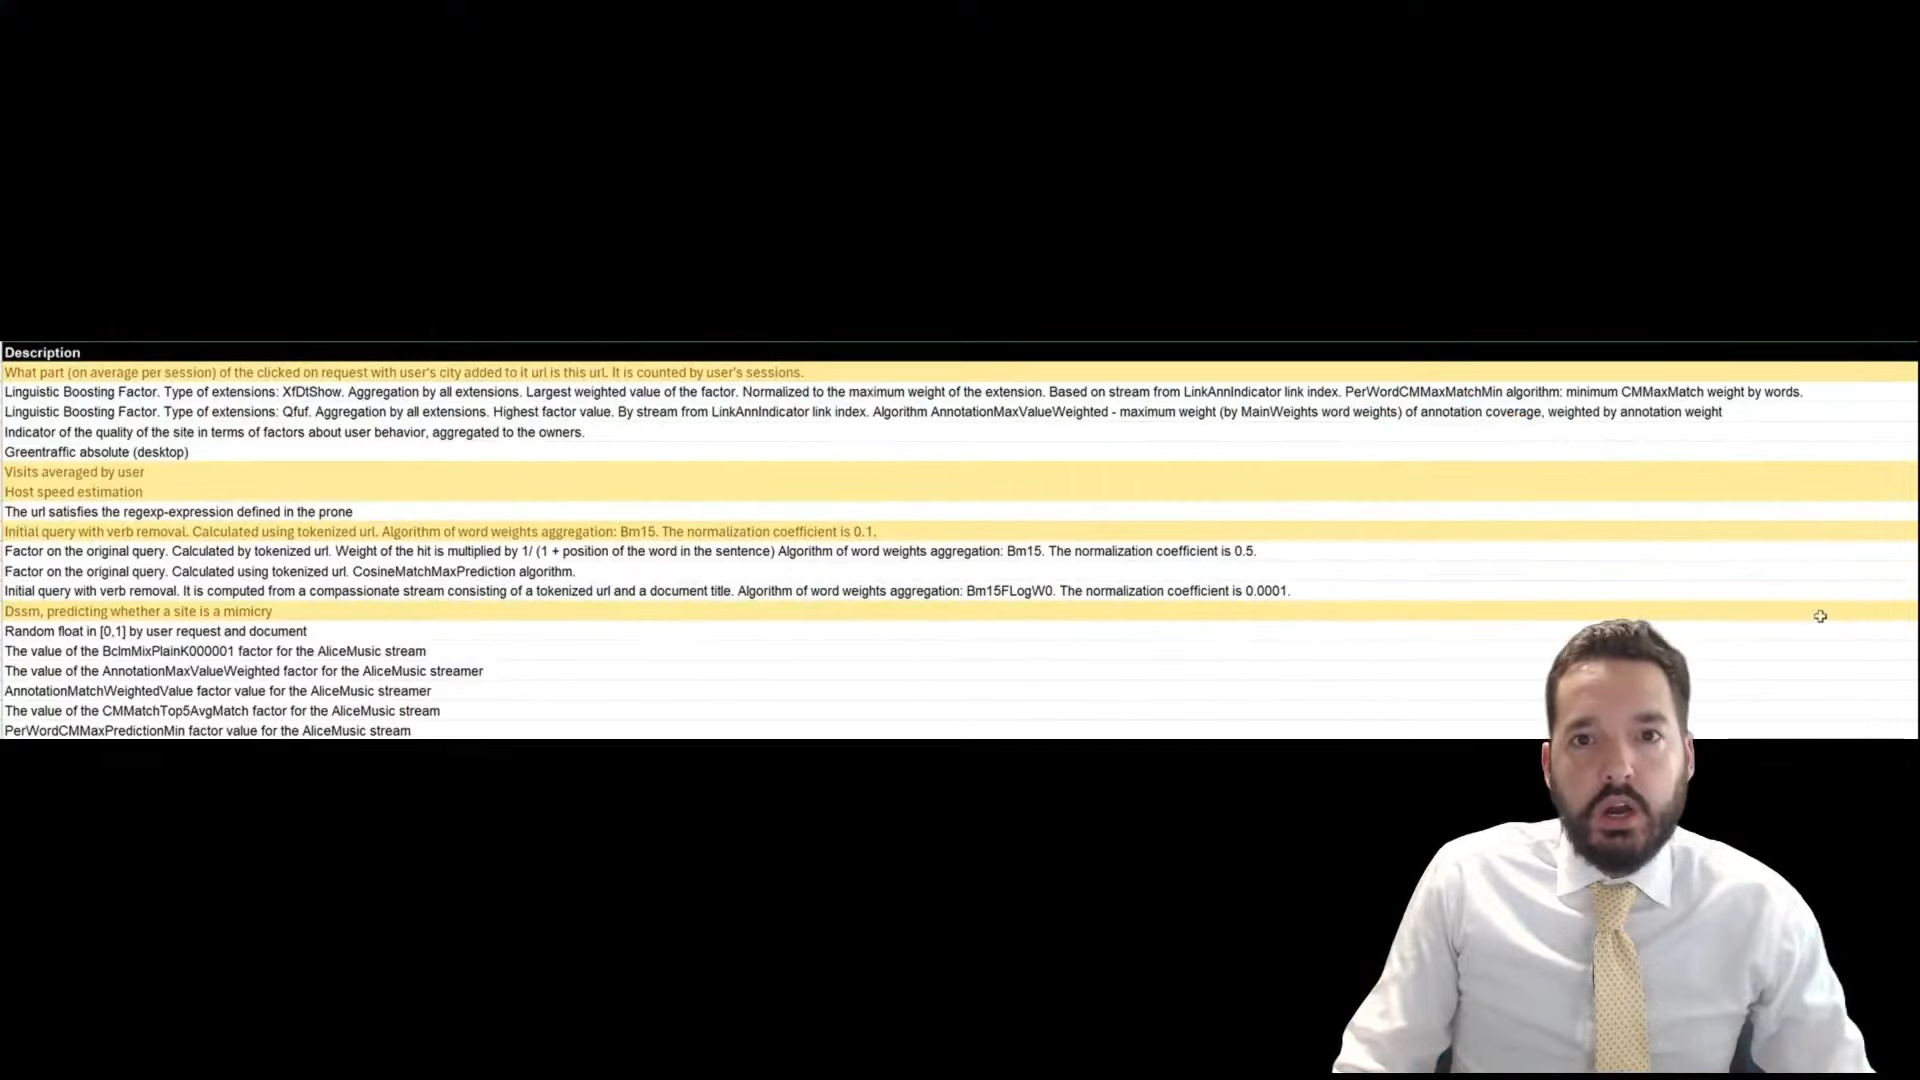 Description
What part (on average per session) of the clicked on request with user's city added to it url is this url. It is counted by user's sessions.
Linguistic Boosting Factor. Type of extensions: XfDtShow. Aggregation by all extensions. Largest weighted value of the factor. Normalized to the maximum weight of the extension. Based on stream from LinkAnnIndicator link index. PerWordCMMaxMatchMin algorithm: minimum CMMaxMatch weight by words.
Linguistic Boosting Factor. Type of extensions: Qfuf. Aggregation by all extensions. Highest factor value. By stream from LinkAnnIndicator link index. Algorithm AnnotationMaxValueWeighted - maximum weight (by MainWeights word weights) of annotation coverage, weighted by annotation weight
Indicator of the quality of the site in terms of factors about user behavior, aggregated to the owners.
Greentraffic absolute (desktop)
Visits averaged by user
Host speed estimation
The url satisfies the regexp-expression defined in the prone
Initial query with verb removal. Calculated using tokenized url. Algorithm of word weights aggregation: Bm15. The normalization coefficient is 0.1.
Factor on the original query. Calculated by tokenized url. Weight of the hit is multiplied by 1/ (1 + position of the word in the sentence) Algorithm of word weights aggregation: Bm15. The normalization coefficient is 0.5.
Factor on the original query. Calculated using tokenized url. CosineMatchMaxPrediction algorithm.
Initial query with verb removal. It is computed from a compassionate stream consisting of a tokenized url and a document title. Algorithm of word weights aggregation: Bm15FLogW0. The normalization coefficient is 0.0001.
Dssm, predicting whether a site is a mimicry
Random float in [0,1] by user request and document
The value of the BclmMixPlainK000001 factor for the AliceMusic stream
The value of the AnnotationMaxValueWeighted factor for the AliceMusic streamer
AnnotationMatchWeightedValue factor value for the AliceMusic streamer
The value of the CMMatchTop5AvgMatch factor for the AliceMusic stream
PerWordCMMaxPredictionMin factor value for the AliceMusic stream